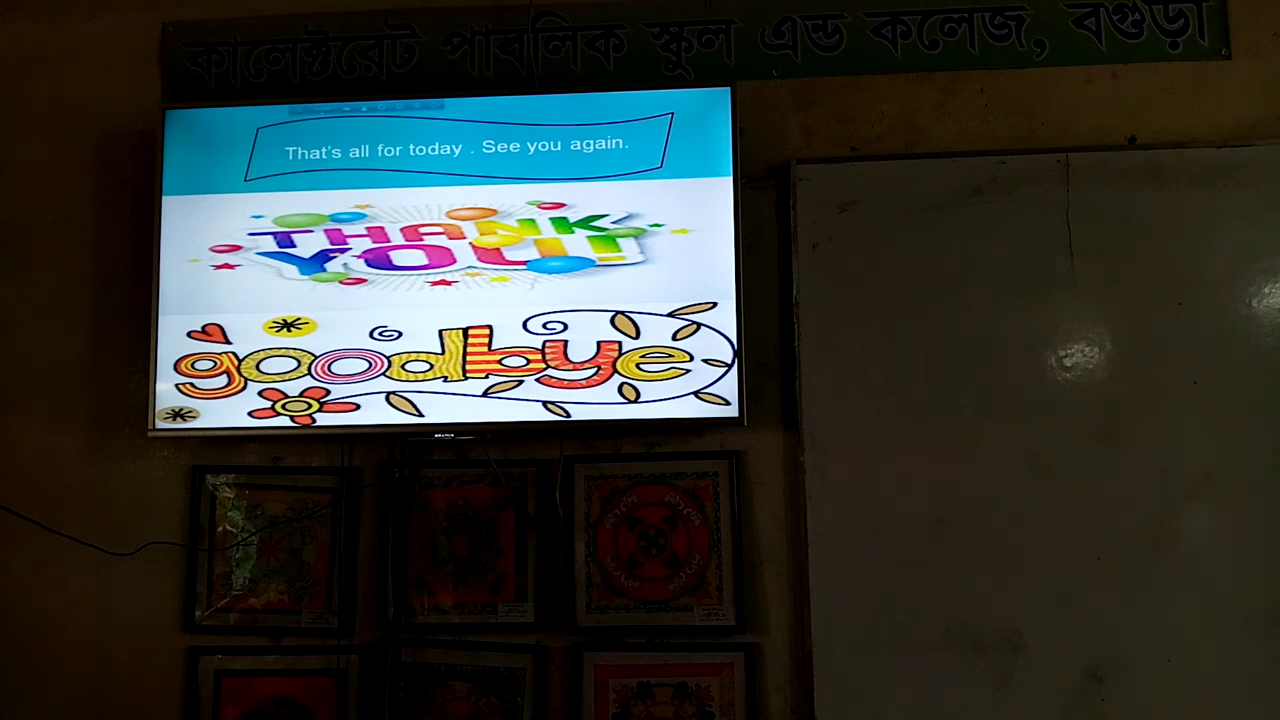 কালেক্টরেট পাবলিক স্কুল এন্ড কলেজ, বগুড়া
That's all for today . See you again.
THANK
YOU!!
goodbye